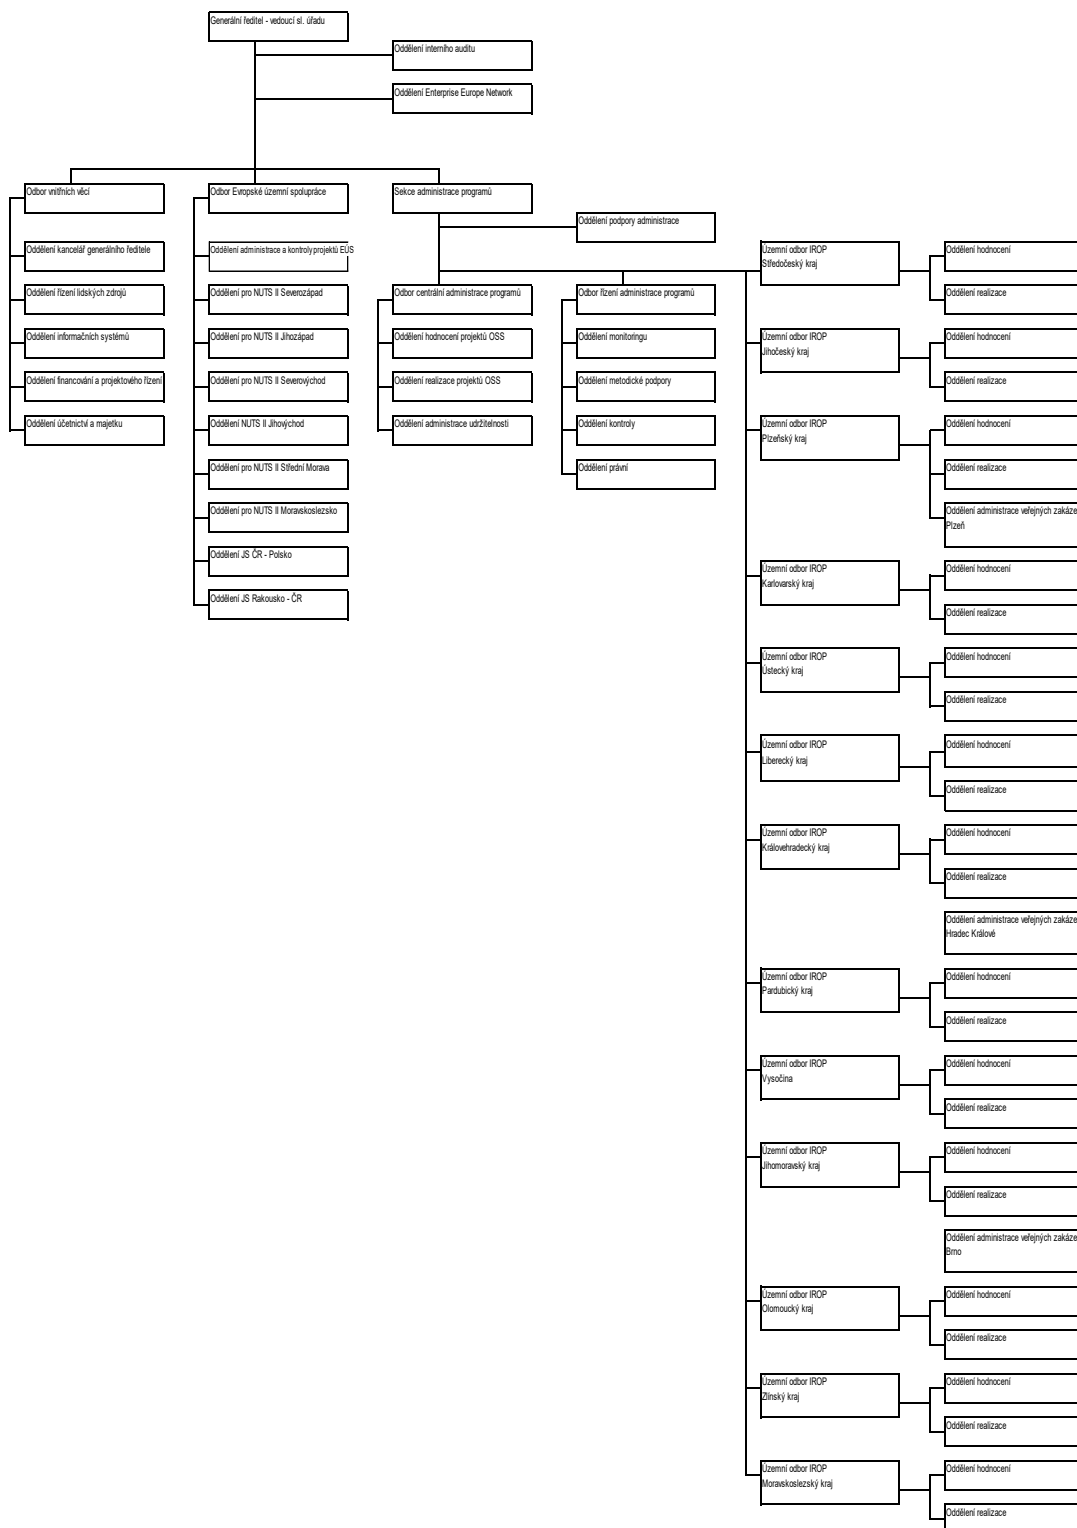 Generální ředitel - vedoucí sl. úřadu
Oddělení interního auditu
Oddělení Enterprise Europe Network
Odbor vnitřních věcí
Oddělení kancelář generálního ředitele
Oddělení řízení lidských zdrojů
Oddělení informačních systémů
Oddělení financování a projektového řízení
Oddělení účetnictví a majetku
Odbor Evropské územní spolupráce
Oddělení administrace a kontroly projektů EÚS
Oddělení pro NUTS II Severozápad
Oddělení pro NUTS II Jihozápad
Oddělení pro NUTS II Severovýchod
Oddělení NUTS II Jihovýchod
Oddělení pro NUTS II Střední Morava
Oddělení pro NUTS II Moravskoslezsko
Oddělení JS ČR - Polsko
Oddělení JS Rakousko - ČR
Sekce administrace programů
Oddělení podpory administrace
Odbor centrální administrace programů
Oddělení hodnocení projektů OSS
Oddělení realizace projektů OSS
Oddělení administrace udržitelnosti
Odbor řízení administrace programů
Oddělení monitoringu
Oddělení metodické podpory
Oddělení kontroly
Oddělení právní
Územní odbor IROP
Středočeský kraj
Oddělení hodnocení
Oddělení realizace
Územní odbor IROP
Jihočeský kraj
Oddělení hodnocení
Oddělení realizace
Územní odbor IROP
Plzeňský kraj
Oddělení hodnocení
Oddělení realizace
Oddělení administrace veřejných zakáze
Plzeň
Územní odbor IROP
Karlovarský kraj
Oddělení hodnocení
Oddělení realizace
Územní odbor IROP
Ústecký kraj
Oddělení hodnocení
Oddělení realizace
Územní odbor IROP
Liberecký kraj
Oddělení hodnocení
Oddělení realizace
Územní odbor IROP
Královehradecký kraj
Oddělení hodnocení
Oddělení realizace
Oddělení administrace veřejných zakáze
Hradec Králové
Územní odbor IROP
Pardubický kraj
Oddělení hodnocení
Oddělení realizace
Územní odbor IROP
Vysočina
Oddělení hodnocení
Oddělení realizace
Územní odbor IROP
Jihomoravský kraj
Oddělení hodnocení
Oddělení realizace
Oddělení administrace veřejných zakáze
Brno
Územní odbor IROP
Olomoucký kraj
Oddělení hodnocení
Oddělení realizace
Územní odbor IROP
Zlínský kraj
Oddělení hodnocení
Oddělení realizace
Územní odbor IROP
Moravskoslezský kraj
Oddělení hodnocení
Oddělení realizace